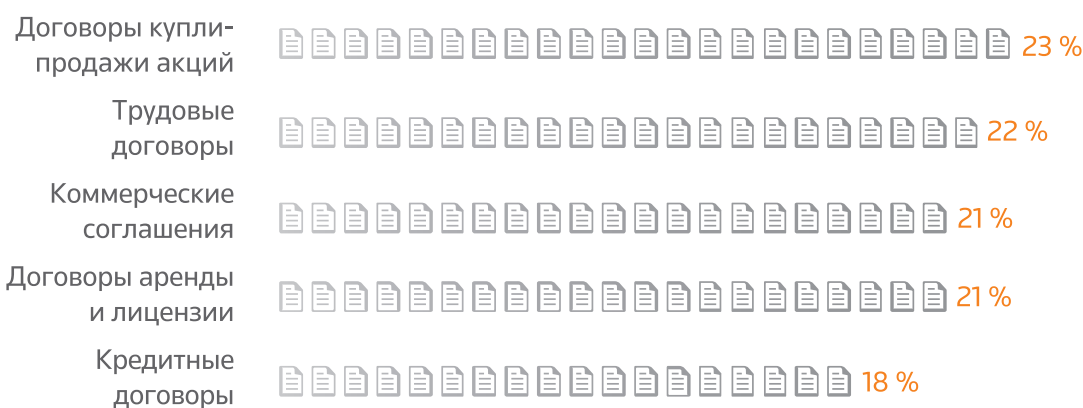 Договоры купли-
продажи акций
23 %
Трудовые
договоры
22 %
Коммерческие
соглашения
21 %
Договоры аренды
и лицензии
21 %
Кредитные
договоры
18 %